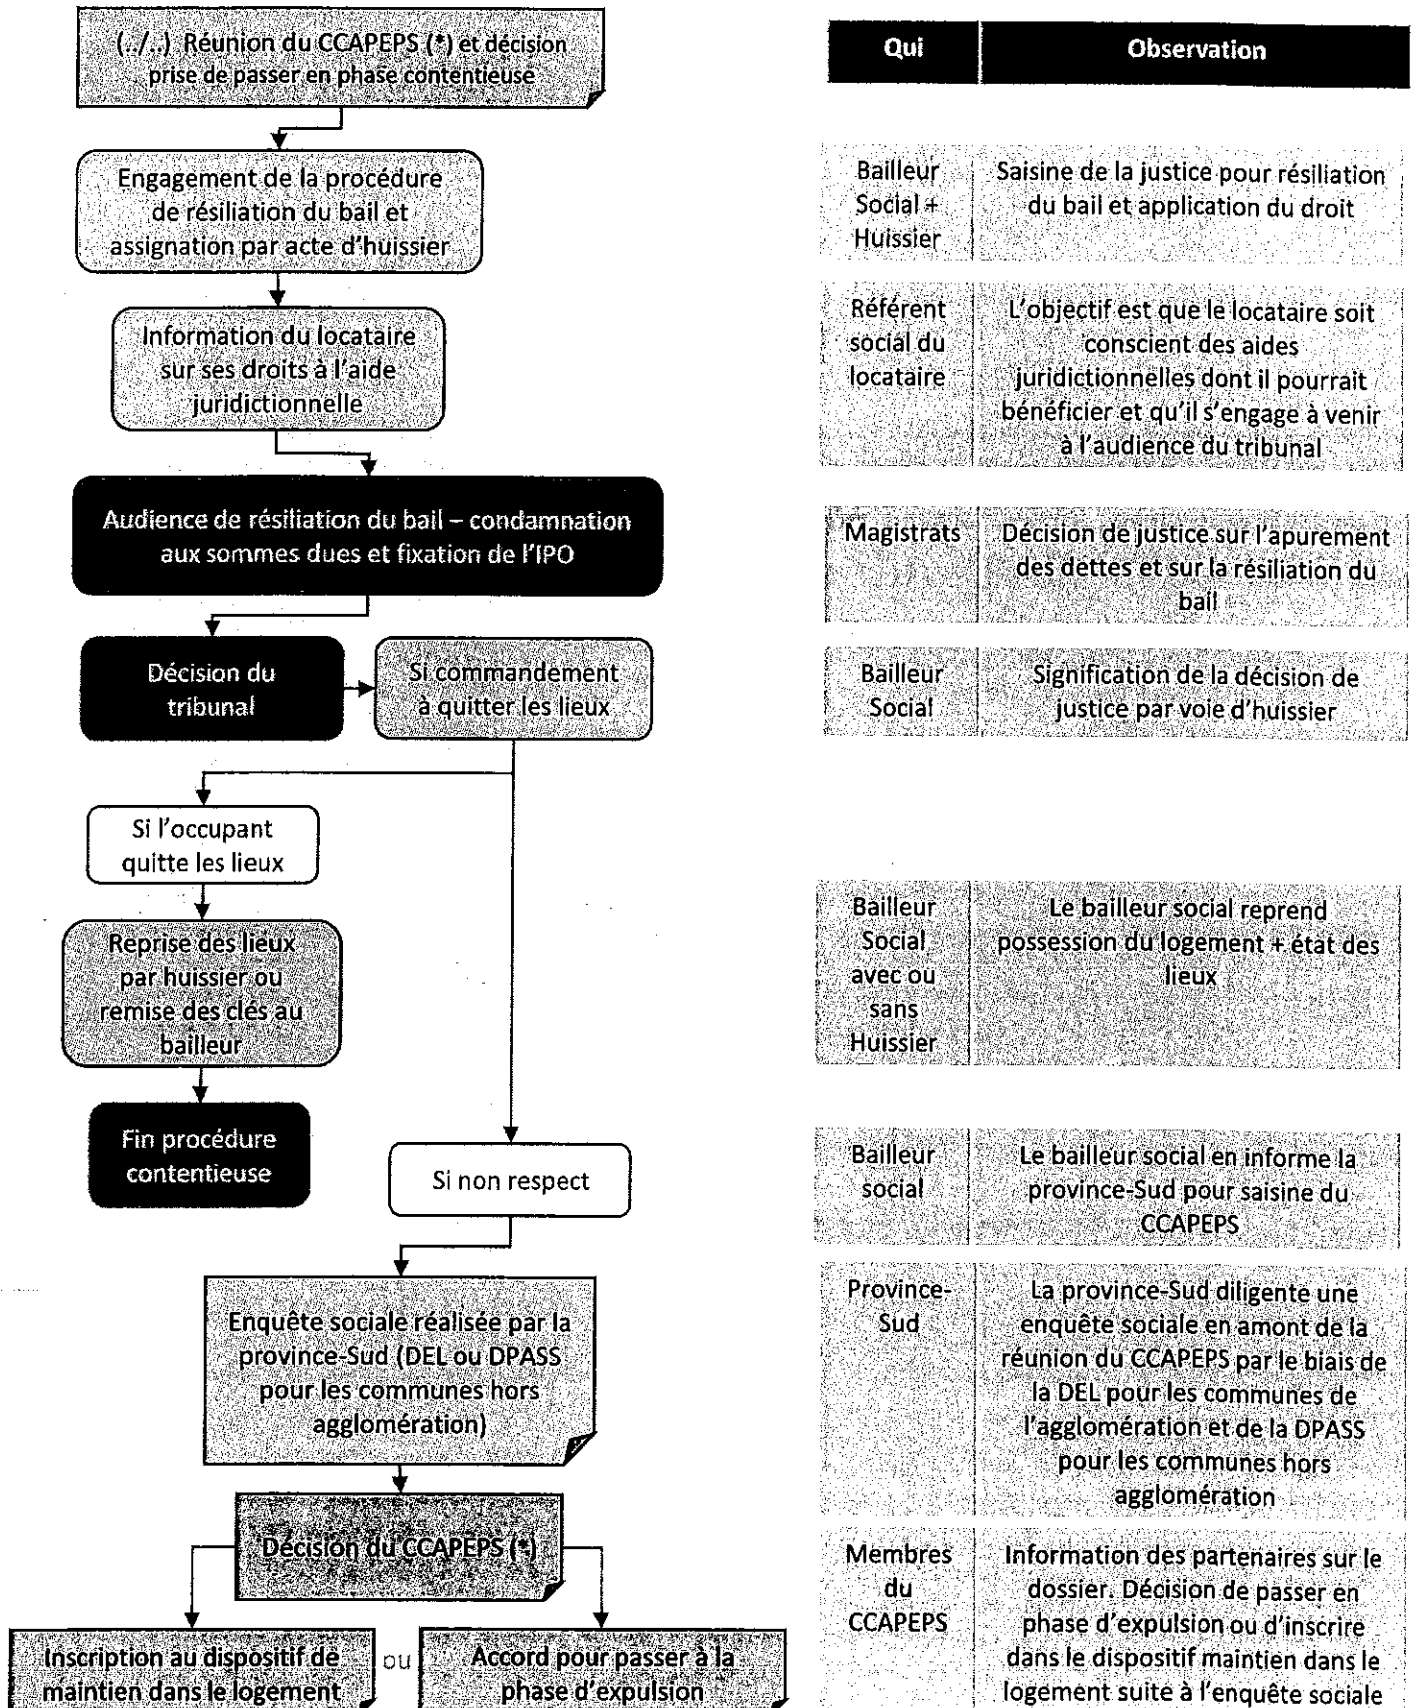 (../..) Réunion du CCAPEPS (*) et décision
prise de passer en phase contentieuse
Engagement de la procédure
de résiliation du bail et
assignation par acte d'huissier
Information du locataire
sur ses droits à l'aide
juridictionnelle
Audience de résiliation du bail – condamnation
aux sommes dues et fixation de l'IPO
Décision du
tribunal
Si commandement
à quitter les lieux
Si l'occupant
quitte les lieux
Reprise des lieux
par huissier ou
remise des clés au
bailleur
Fin procédure
contentieuse
Si non respect
Enquête sociale réalisée par la
province-Sud (DEL ou DPASS
pour les communes hors
agglomération)
Décision du CCAPEPS (*)
Inscription au dispositif de
maintien dans le logement
ou
Accord pour passer à la
phase d'expulsion
Qui
Observation
Bailleur
Social +
Huissier
Saisine de la justice pour résiliation
du bail et application du droit
Référent
social du
locataire
L'objectif est que le locataire soit
conscient des aides
juridictionnelles dont il pourrait
bénéficier et qu'il s'engage à venir
à l'audience du tribunal
Magistrats
Décision de justice sur l'apurement
des dettes et sur la résiliation du
bail
Bailleur
Social
Signification de la décision de
justice par voie d'huissier
Bailleur
Social
avec ou
sans
Huissier
Le bailleur social reprend
possession du logement + état des
lieux
Bailleur
social
Le bailleur social en informe la
province-Sud pour saisine du
CCAPEPS
Province-
Sud
La province-Sud diligente une
enquête sociale en amont de la
réunion du CCAPEPS par le biais de
la DEL pour les communes de
l'agglomération et de la DPASS
pour les communes hors
agglomération
Membres
du
CCAPEPS
Information des partenaires sur le
dossier. Décision de passer en
phase d'expulsion ou d'inscrire
dans le dispositif maintien dans le
logement suite à l'enquête sociale